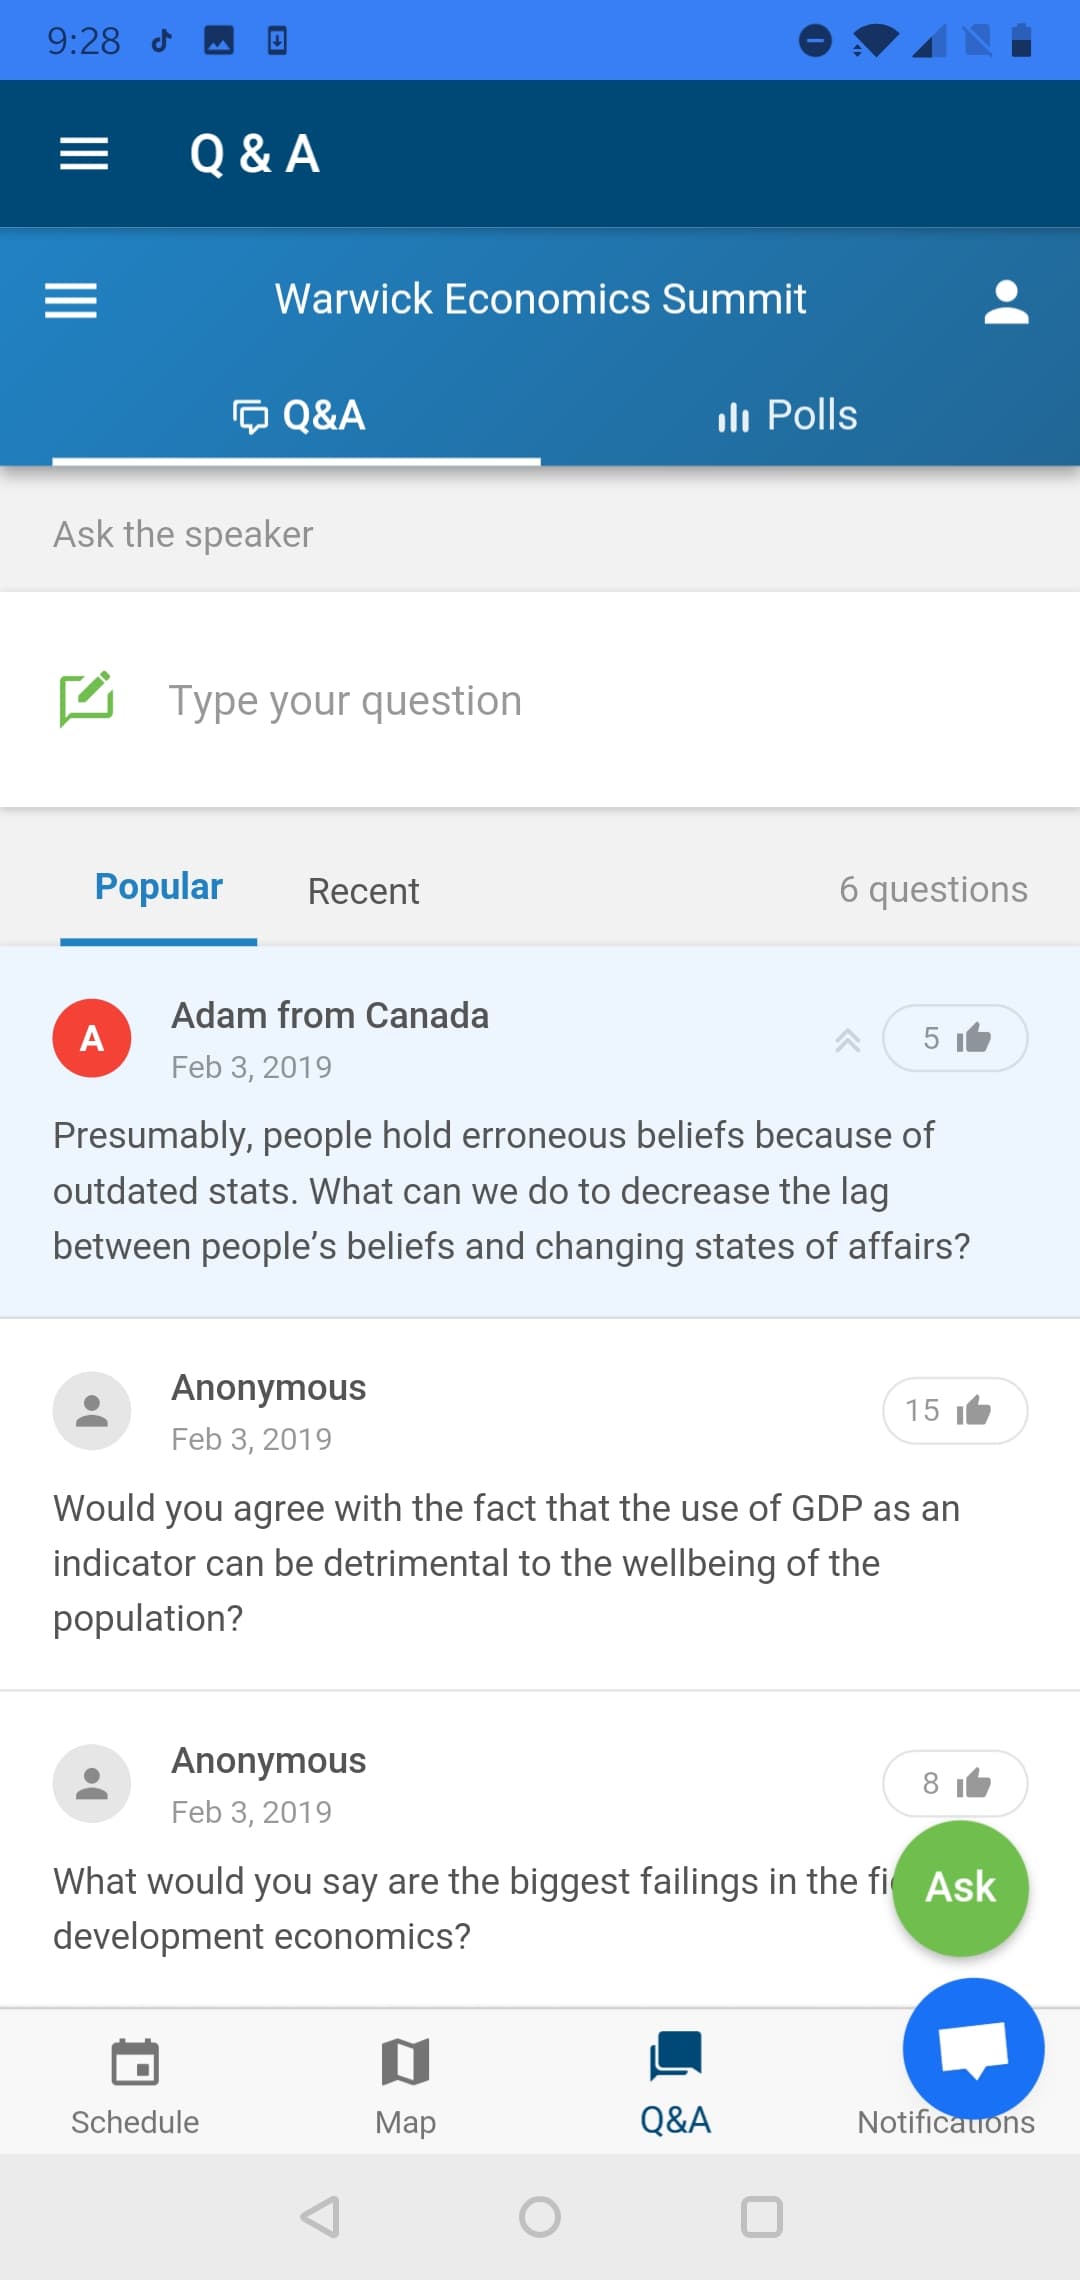 9:28
Q & A
Warwick Economics Summit
Q&A
Polls
Ask the speaker
Type your question
Popular
Recent
6 questions
A
Adam from Canada
5
Feb 3, 2019
Presumably, people hold erroneous beliefs because of
outdated stats. What can we do to decrease the lag
between people’s beliefs and changing states of affairs?
Anonymous
15
Feb 3, 2019
Would you agree with the fact that the use of GDP as an
indicator can be detrimental to the wellbeing of the
population?
Anonymous
8
Feb 3, 2019
What would you say are the biggest failings in the
development economics?
Ask
Schedule
Map
Q&A
Notifications